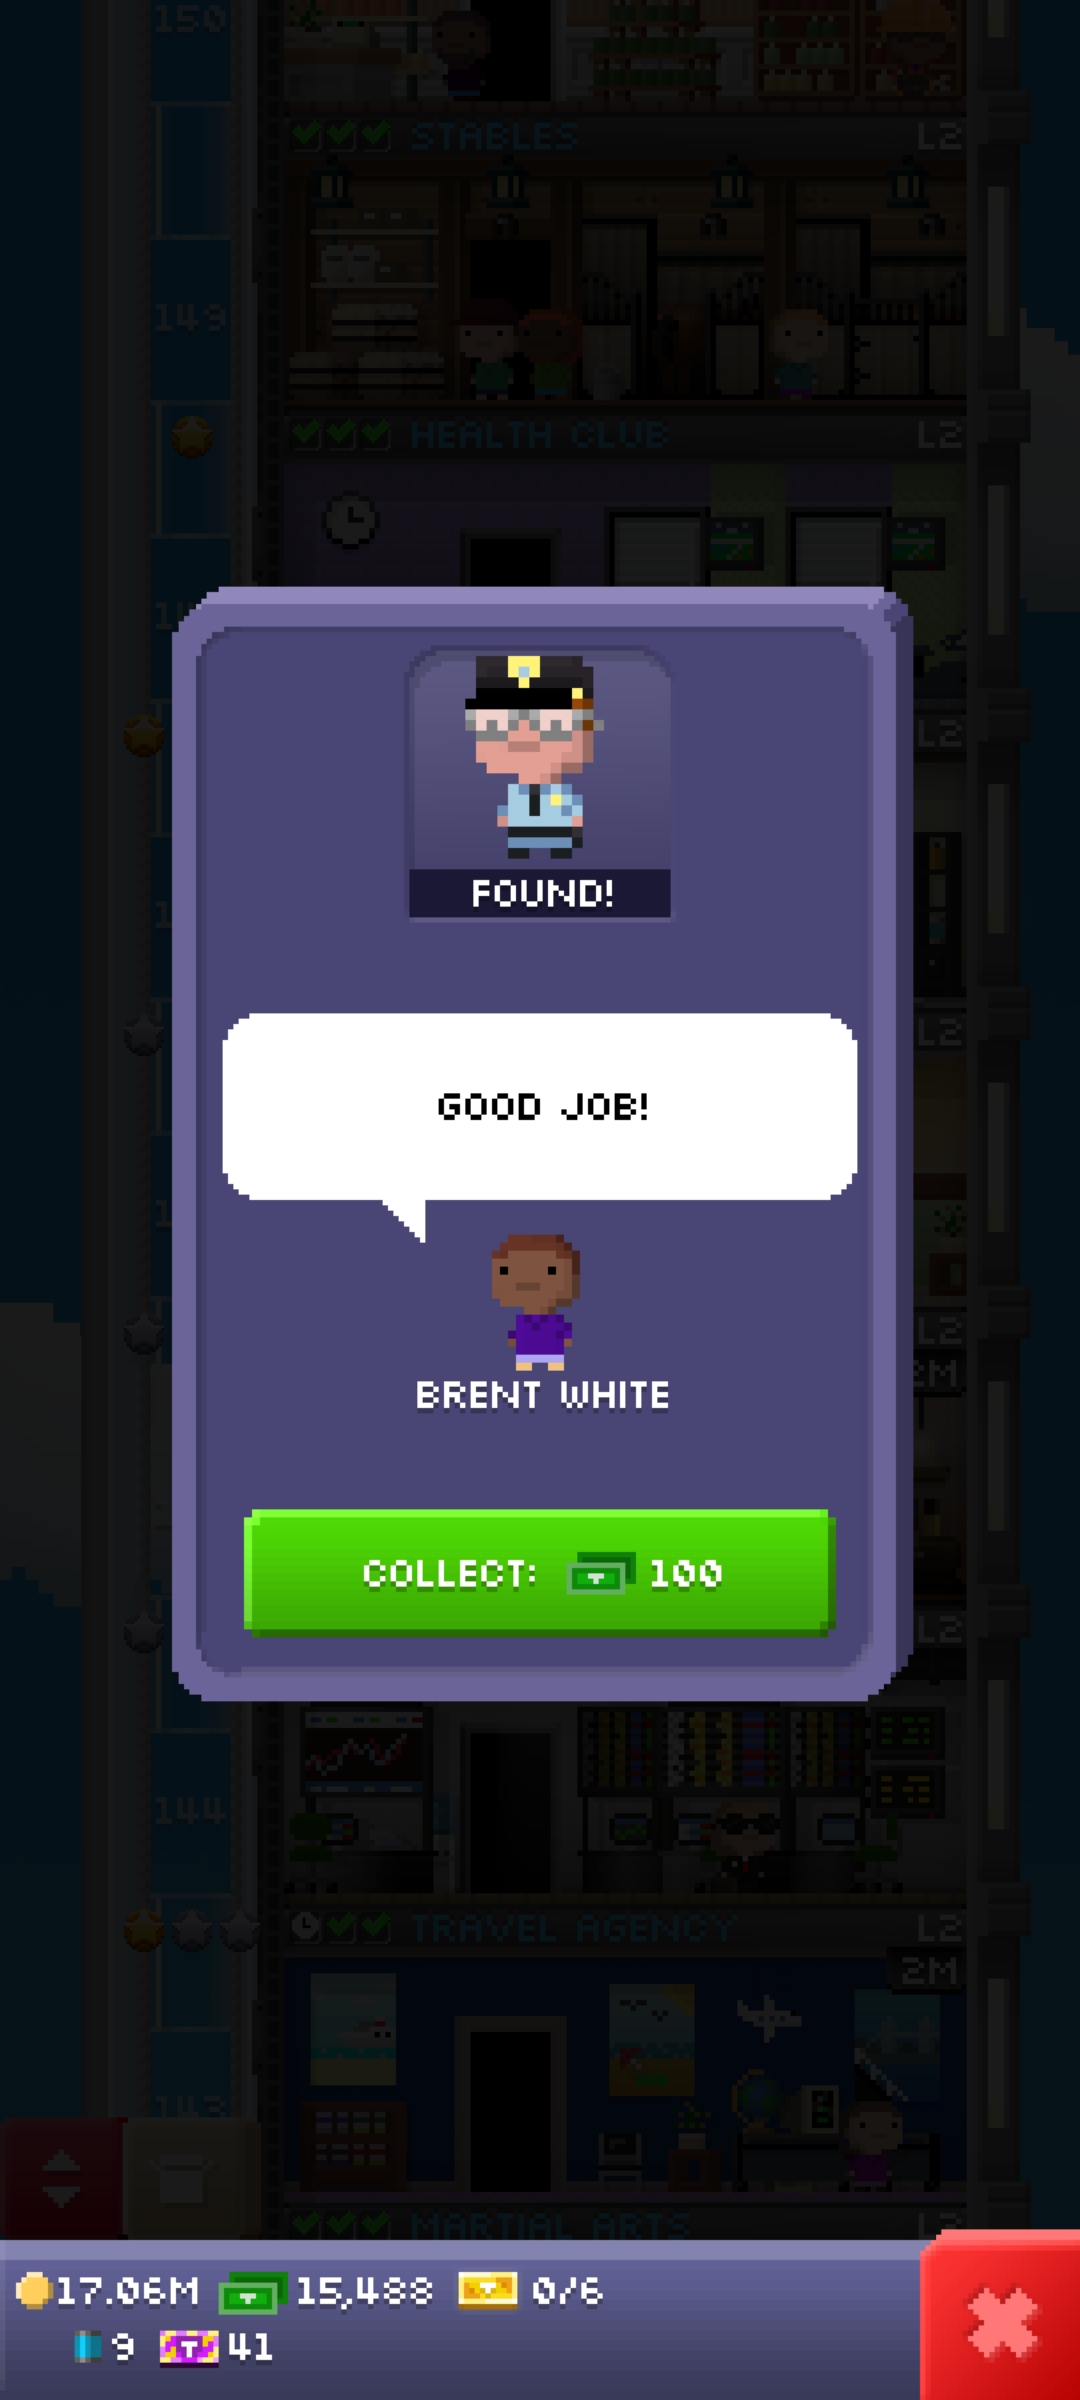 150
STABLES L2
149
HEALTH CLUB L2
L2
FOUND!
L2
GOOD JOB!
L2
2M
BRENT WHITE
COLLECT: 100
L2
144
TRAVEL AGENCY L2
2M
143
MARTIAL ARTS L2
17.06M 15,488 0/6
9 41